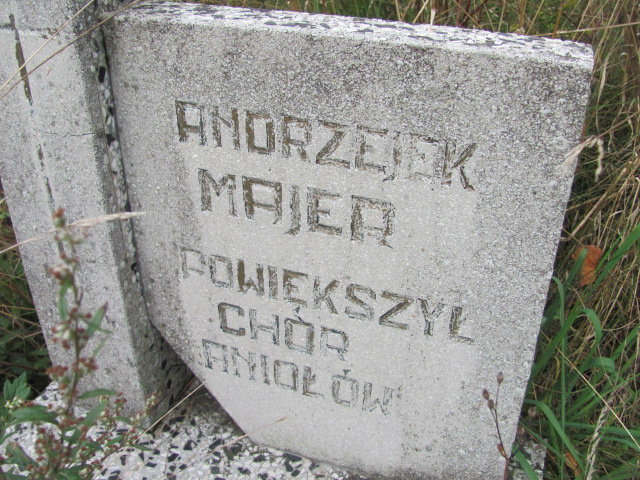 ANDRZEJEK
MAJER
POWIĘKSZYŁ
CHÓR
ANIOŁÓW